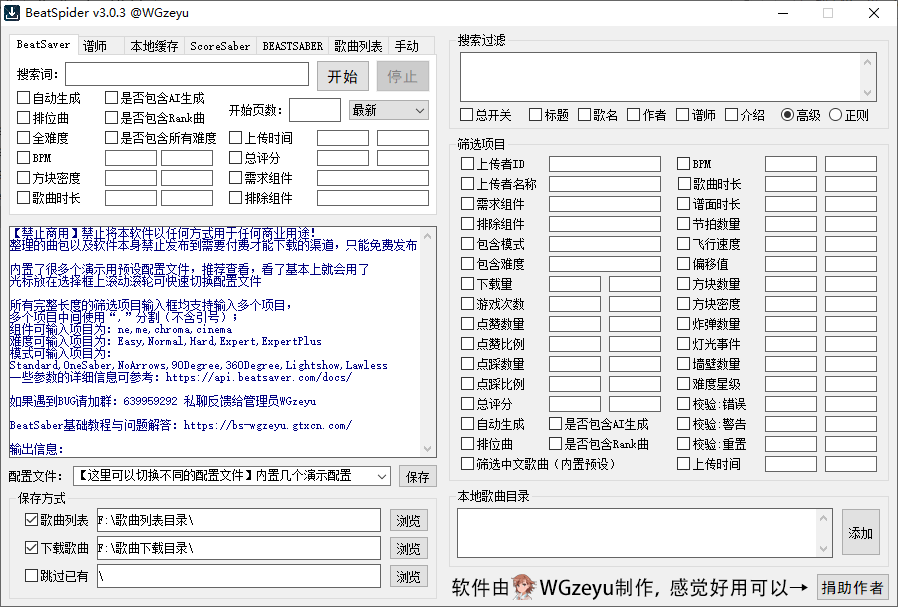 BeatSpider v3.0.3 @WGzeyu
BeatSaver 谱师 本地缓存 ScoreSaber BEASTSABER 歌曲列表 手动
搜索词: 开始 停止
自动生成 是否包含AI生成
排位曲 是否包含Rank曲 开始页数: 最新
全难度 是否包含所有难度 上传时间
BPM 总评分
方块密度 需求组件
歌曲时长 排除组件
【禁止商用】禁止将本软件以任何方式用于任何商业用途!
整理的曲包以及软件本身禁止发布到需要付费才能下载的渠道，只能免费发布
内置了很多个演示用预设配置文件，推荐查看，看了基本上就会用了
光标放在选择框上滚动滚轮可快速切换配置文件
所有完整长度的筛选项目输入框均支持输入多个项目，
多个项目中间使用“,”分割（不含引号）；
组件可输入项目为: ne,me,chroma,cinema
难度可输入项目为: Easy,Normal,Hard,Expert,ExpertPlus
模式可输入项目为:
Standard,OneSaber,NoArrows,90Degree,360Degree,Lightshow,Lawless
一些参数的详细信息可参考: https://api.beatsaver.com/docs/
如果遇到BUG请加群: 639959292 私聊反馈给管理员WGzeyu
BeatSaber基础教程与问题解答: https://bs-wgzeyu.gtxcn.com/
输出信息:
配置文件: 【这里可以切换不同的配置文件】内置几个演示配置 保存
保存方式
歌曲列表 F:\歌曲列表目录\ 浏览
下载歌曲 F:\歌曲下载目录\ 浏览
跳过已有 \ 浏览
搜索过滤
总开关 标题 歌名 作者 谱师 介绍 高级 正则
筛选项目
上传者ID BPM
上传者名称 歌曲时长
需求组件 谱面时长
排除组件 节拍数量
包含模式 飞行速度
包含难度 偏移值
下载量 方块数量
游戏次数 方块密度
点赞数量 炸弹数量
点赞比例 灯光事件
点踩数量 墙壁数量
点踩比例 难度星级
总评分 校验:错误
自动生成 是否包含AI生成 校验:警告
排位曲 是否包含Rank曲 校验:重置
筛选中文歌曲（内置预设） 上传时间
本地歌曲目录
添加
软件由 WGzeyu制作, 感觉好用可以→ 捐助作者